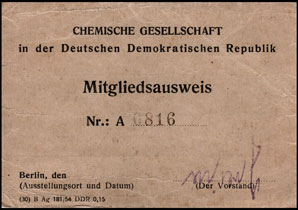 CHEMISCHE GESELLSCHAFT
in der Deutschen Demokratischen Republik
Mitgliedsausweis
Nr.: A 0816
Berlin, den
(Ausstellungsort und Datum) (Der Vorstand)
(30) B Ag 181/54 DDR 0,15